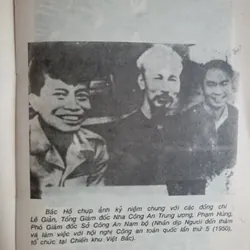 Bác Hồ chụp ảnh kỷ niệm chung với các đồng chí
Lê Giản, Tổng Giám đốc Nha Công An Trung ương, Phạm Hùng,
Phó Giám đốc Sở Công An Nam bộ (Nhân dịp Người đến thăm
và làm việc với hội nghị Công an toàn quốc lần thứ 5 (1950),
tổ chức tại Chiến khu Việt Bắc).